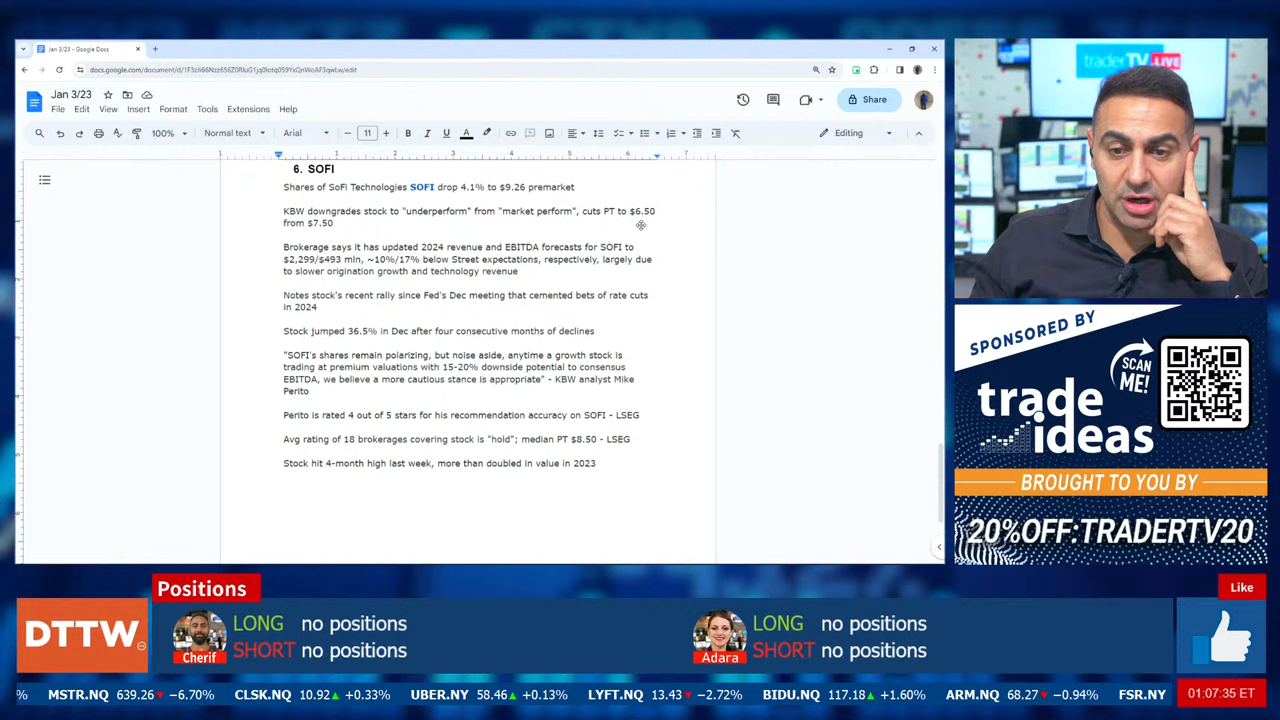 Jan 3/23 - Google Docs
docs.google.com/document/d/
Jan 3/23
File Edit View Insert Format Tools Extensions Help
Share
100% Normal text Arial 11 Editing
1 1 2 3 4 5 6 7
6. SOFI
Shares of SoFi Technologies SOFI drop 4.1% to $9.26 premarket
KBW downgrades stock to "underperform" from "market perform", cuts PT to $6.50
from $7.50
Brokerage says it has updated 2024 revenue and EBITDA forecasts for SOFI to
$2,299/$493 mln, ~10%/17% below Street expectations, respectively, largely due
to slower origination growth and technology revenue
Notes stock's recent rally since Fed's Dec meeting that cemented bets of rate cuts
in 2024
Stock jumped 36.5% in Dec after four consecutive months of declines
"SOFI's shares remain polarizing, but noise aside, anytime a growth stock is
trading at premium valuations with 15-20% downside potential to consensus
EBITDA, we believe a more cautious stance is appropriate" - KBW analyst Mike
Perito
Perito is rated 4 out of 5 stars for his recommendation accuracy on SOFI - LSEG
Avg rating of 18 brokerages covering stock is "hold"; median PT $8.50 - LSEG
Stock hit 4-month high last week, more than doubled in value in 2023
traderTV.LIVE
SPONSORED BY
SCAN
ME!
trade
ideas
BROUGHT TO YOU BY
20%OFF:TRADERTV20
Positions
Like
DTTW
LONG no positions
SHORT no positions
Cherif
LONG no positions
SHORT no positions
Adara
% MSTR.NQ 639.26 ▼ -6.70% CLSK.NQ 10.92 ▲ +0.33% UBER.NY 58.46 ▲ +0.13% LYFT.NQ 13.43 ▼ -2.72% BIDU.NQ 117.18 ▲ +1.60% ARM.NQ 68.27 ▼ -0.94% FSR.NY
01:07:35 ET